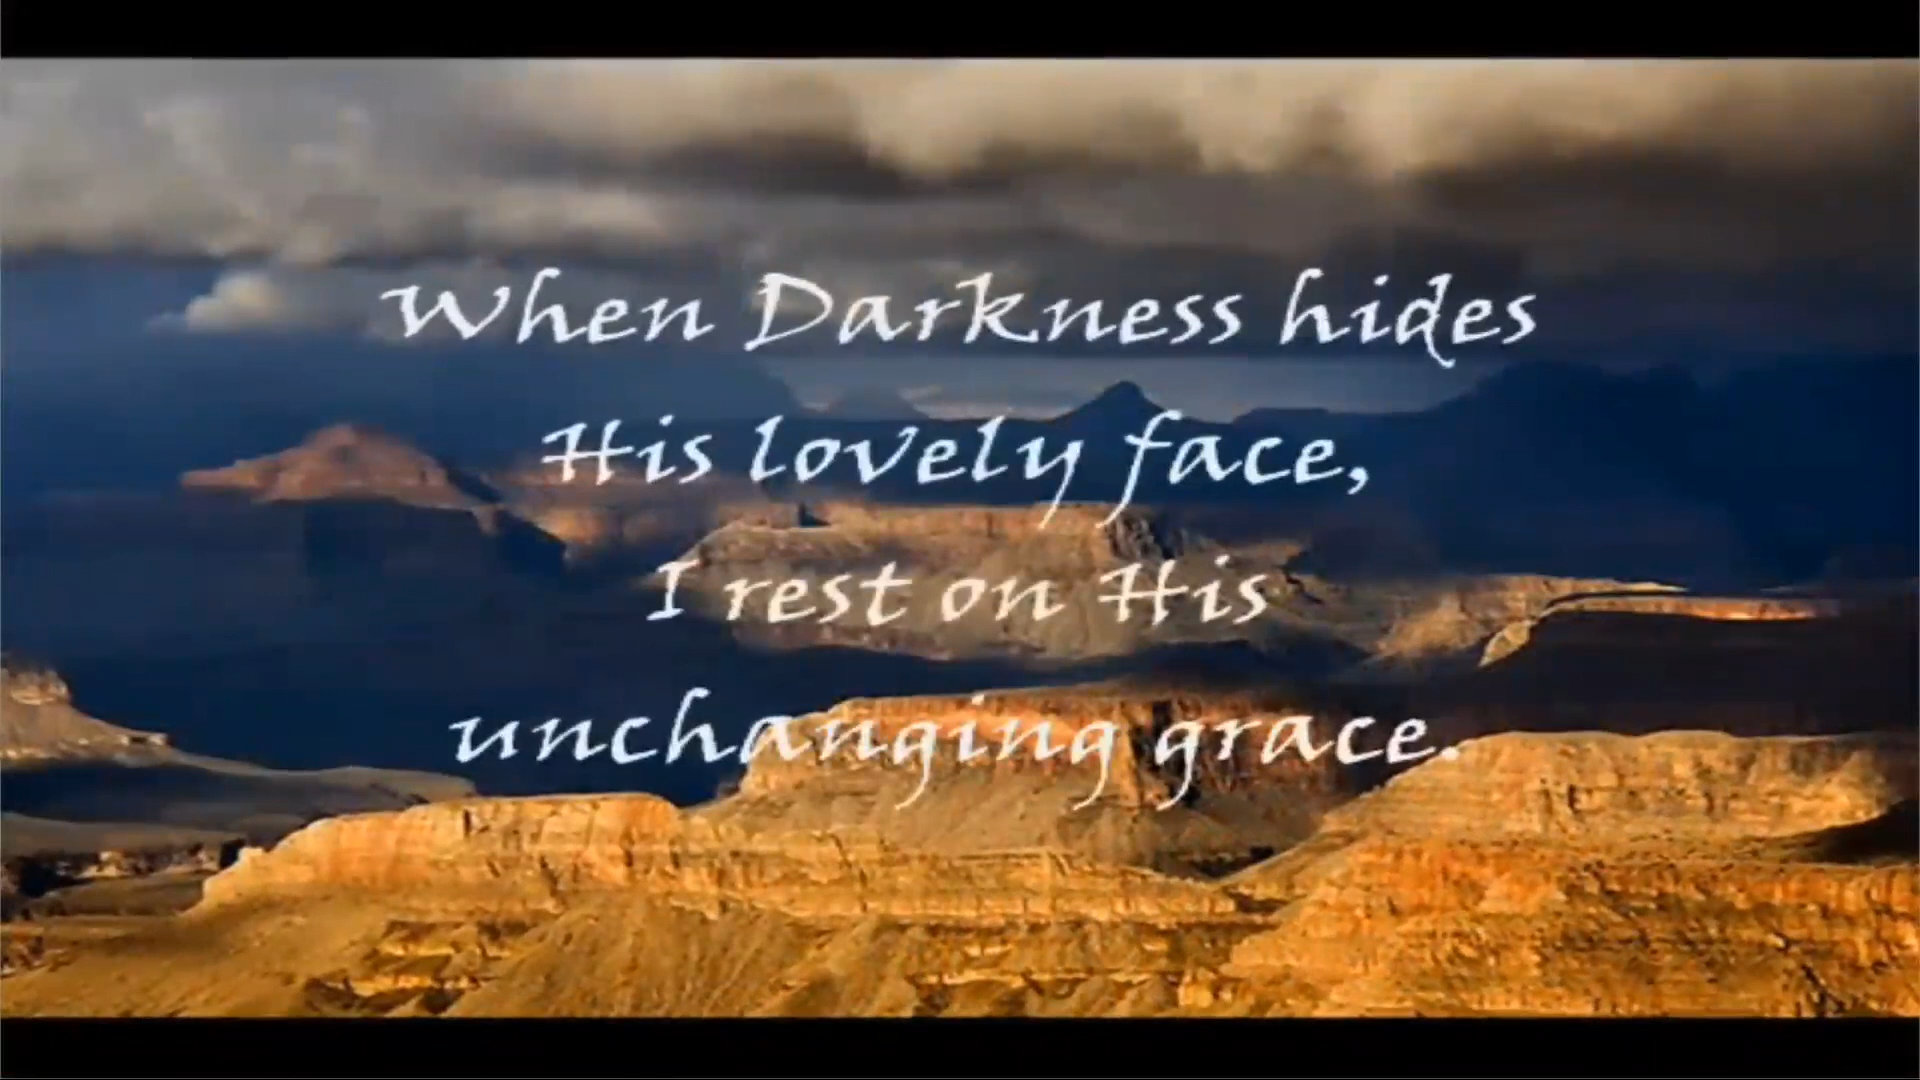 When Darkness hides
His lovely face,
I rest on His
unchanging grace.